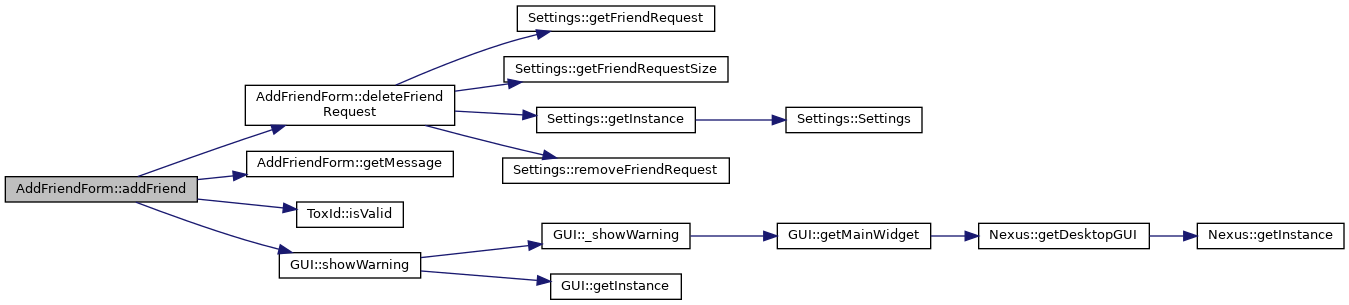 Settings::getFriendRequest
Settings::getFriendRequestSize
AddFriendForm::deleteFriend
Request
Settings::getInstance
Settings::Settings
AddFriendForm::getMessage
Settings::removeFriendRequest
AddFriendForm::addFriend
ToxId::isValid
GUI::_showWarning
GUI::getMainWidget
Nexus::getDesktopGUI
Nexus::getInstance
GUI::showWarning
GUI::getInstance